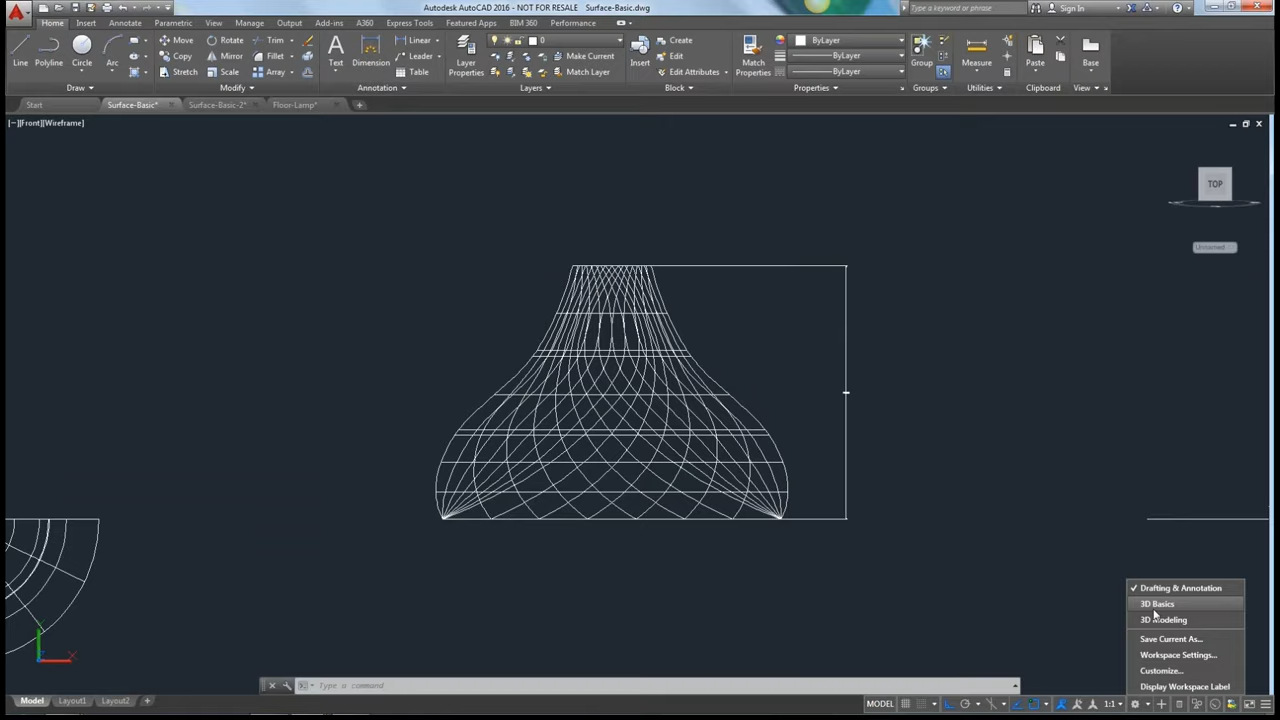 Autodesk AutoCAD 2016 - NOT FOR RESALE Surface-Basic.dwg
Type a keyword or phrase
Sign In
Home Insert Annotate Parametric View Manage Output Add-ins A360 Express Tools Featured Apps BIM 360 Performance
Line
Polyline
Circle
Arc
Move
Rotate
Trim
Copy
Mirror
Fillet
Stretch
Scale
Array
Text
Dimension
Linear
Leader
Table
Layer
Properties
0
Make Current
Match Layer
Insert
Create
Edit
Edit Attributes
Match
Properties
ByLayer
ByLayer
ByLayer
Group
Measure
Paste
Base
Draw
Modify
Annotation
Layers
Block
Properties
Groups
Utilities
Clipboard
View
Start Surface-Basic* Surface-Basic-2* Floor-Lamp*
[−][Front][Wireframe]
TOP
Unnamed
Drafting & Annotation
3D Basics
3D Modeling
Save Current As...
Workspace Settings...
Customize...
Display Workspace Label
Type a command
Model Layout1 Layout2
MODEL 1:1